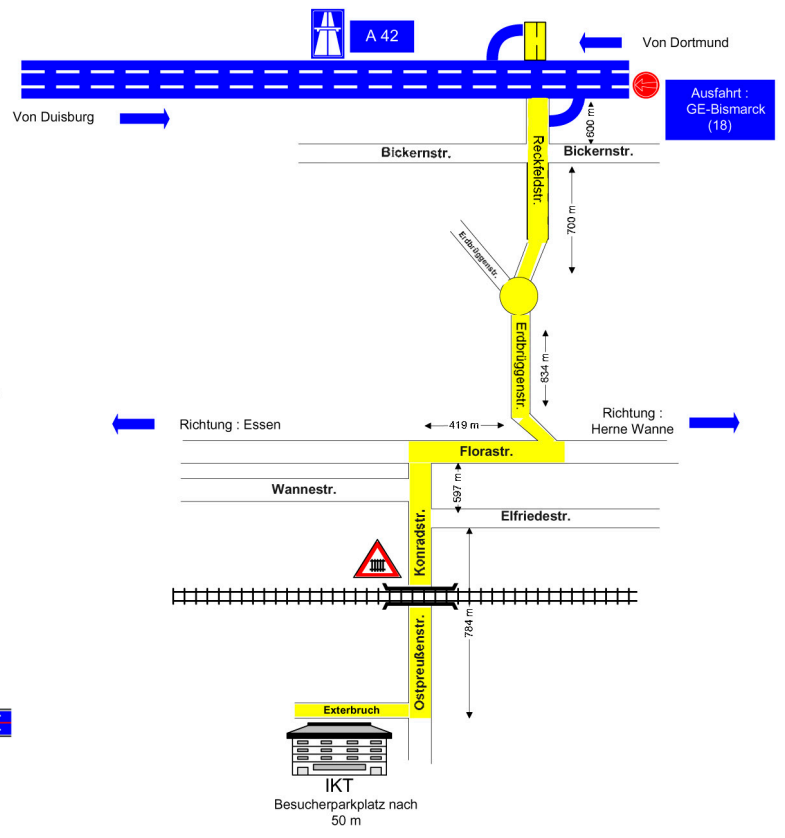 A 42
Von Dortmund
Ausfahrt :
GE-Bismarck
(18)
Von Duisburg
600 m
Bickernstr.
Bickernstr.
Reckfeldstr.
700 m
Erdbrüggenstr.
Erdbrüggenstr.
834 m
Richtung : Essen
419 m
Richtung :
Herne Wanne
Florastr.
Wannestr.
597 m
Elfriedestr.
Konradstr.
784 m
Ostpreußenstr.
Exterbruch
IKT
Besucherparkplatz nach
50 m